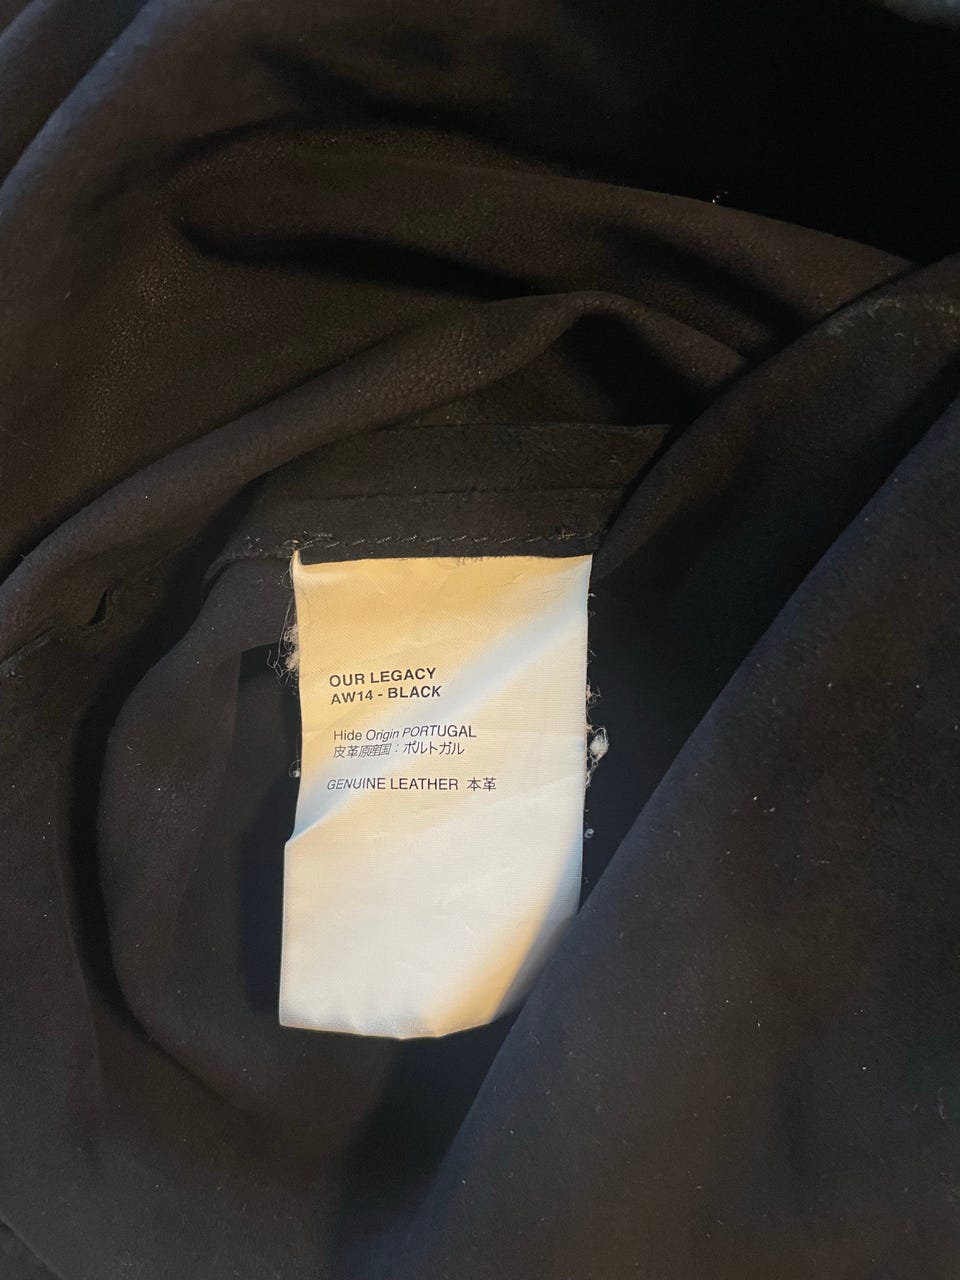 OUR LEGACY
AW14 - BLACK
Hide Origin PORTUGAL
皮革原産国：ポルトガル
GENUINE LEATHER 本革